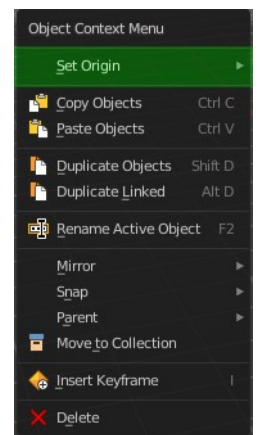 Object Context Menu
Set Origin
Copy Objects Ctrl C
Paste Objects Ctrl V
Duplicate Objects Shift D
Duplicate Linked Alt D
Rename Active Object F2
Mirror
Snap
Parent
Move to Collection
Insert Keyframe I
Delete